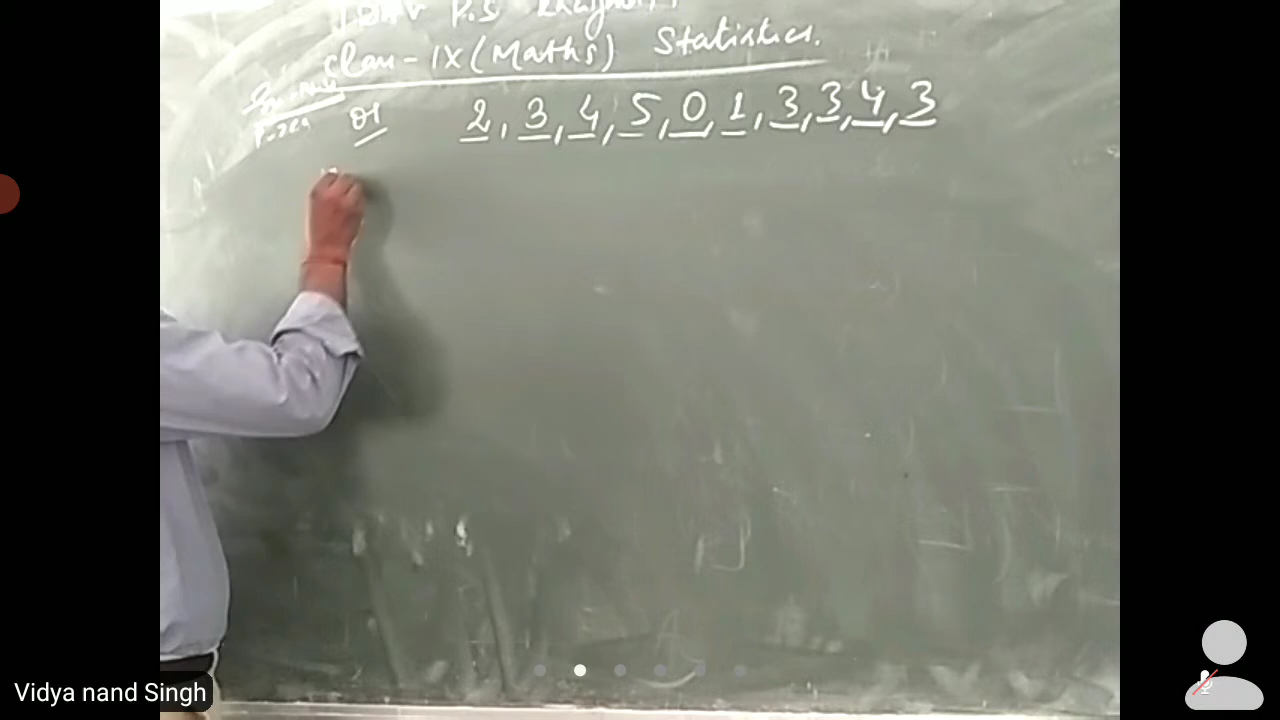 P.S
Class-IX (Maths) Statistics.
Q1 2, 3, 4, 5, 0, 1, 3, 3, 4, 3
Vidya nand Singh